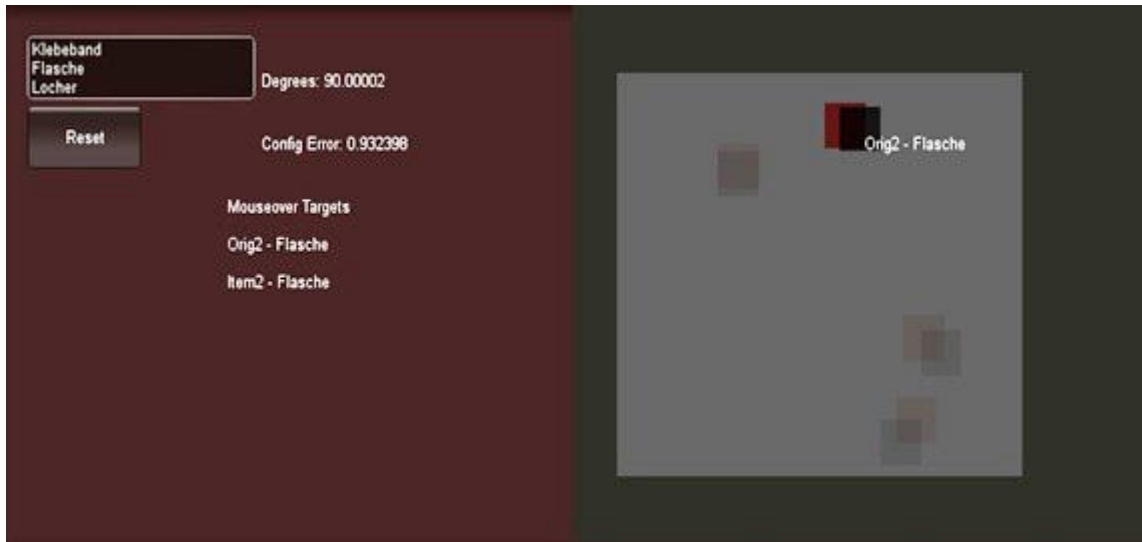 Klebeband
Flasche
Locher
Degrees: 90.00002
Reset
Config Error: 0.932398
Mouseover Targets
Orig2 - Flasche
Item2 - Flasche
Orig2 - Flasche